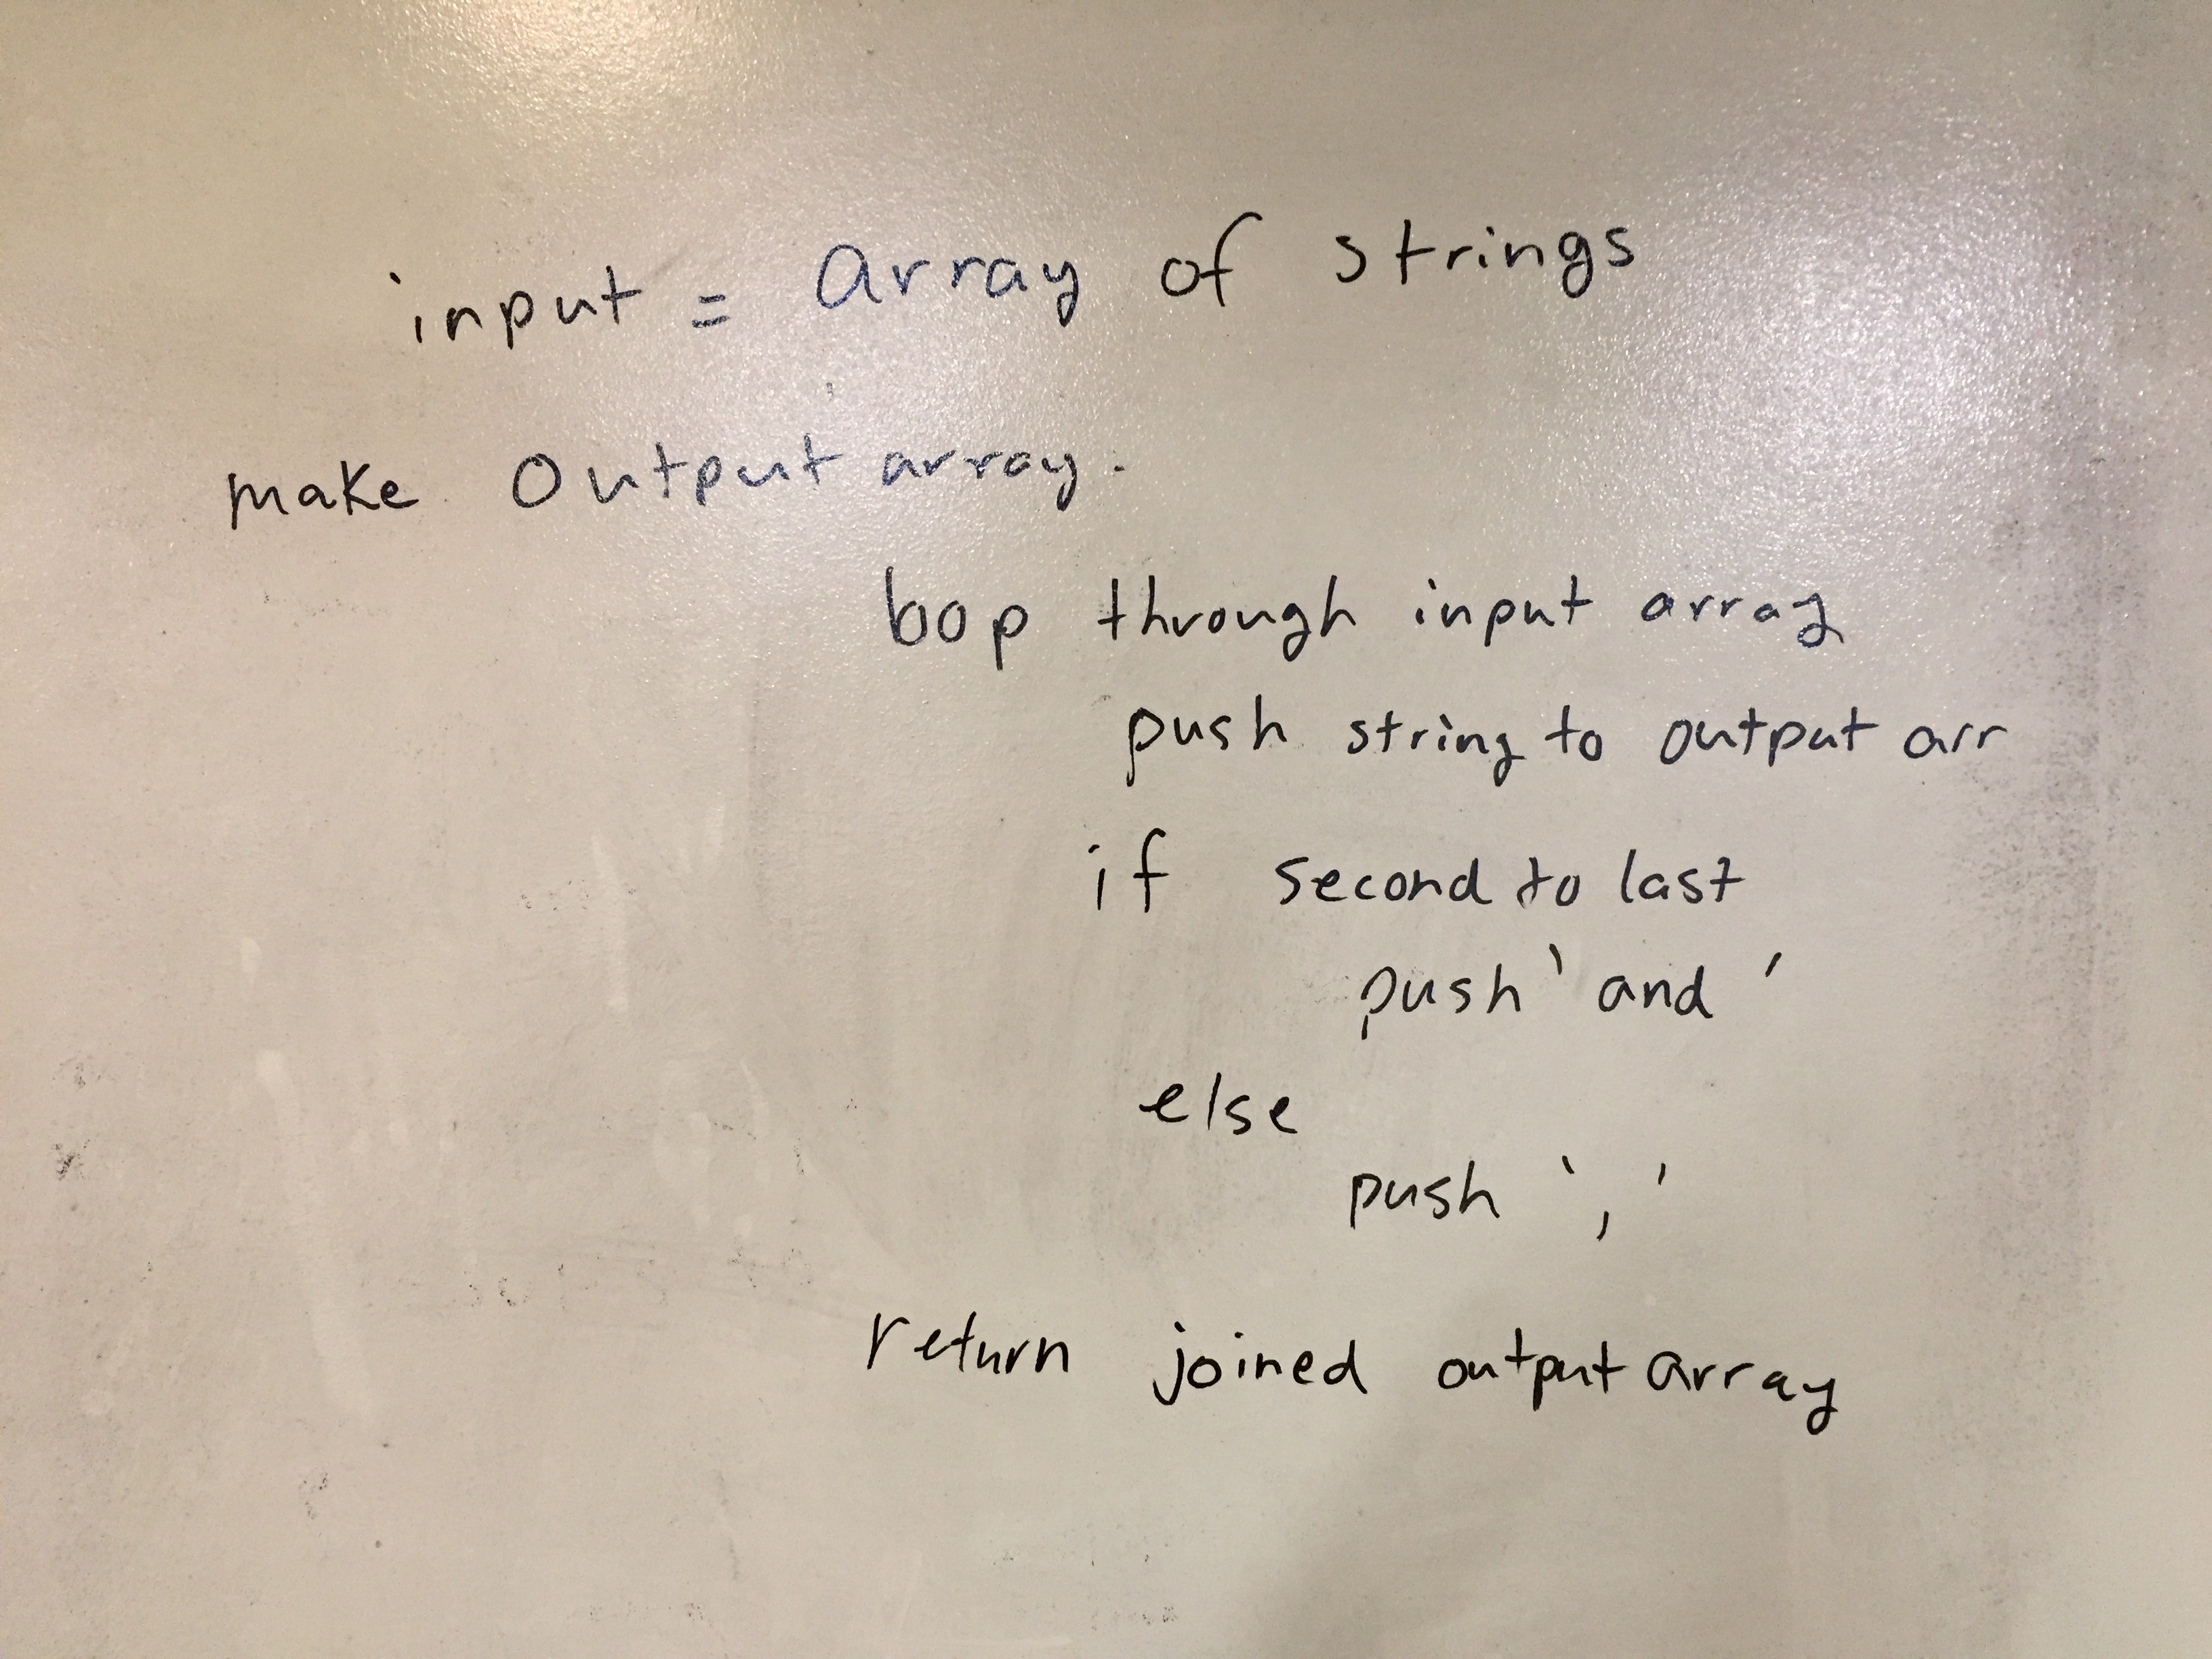 input = array of strings
make output array.
bop through input array
push string to output arr
if second to last
push ' and '
else
push ', '
return joined output array